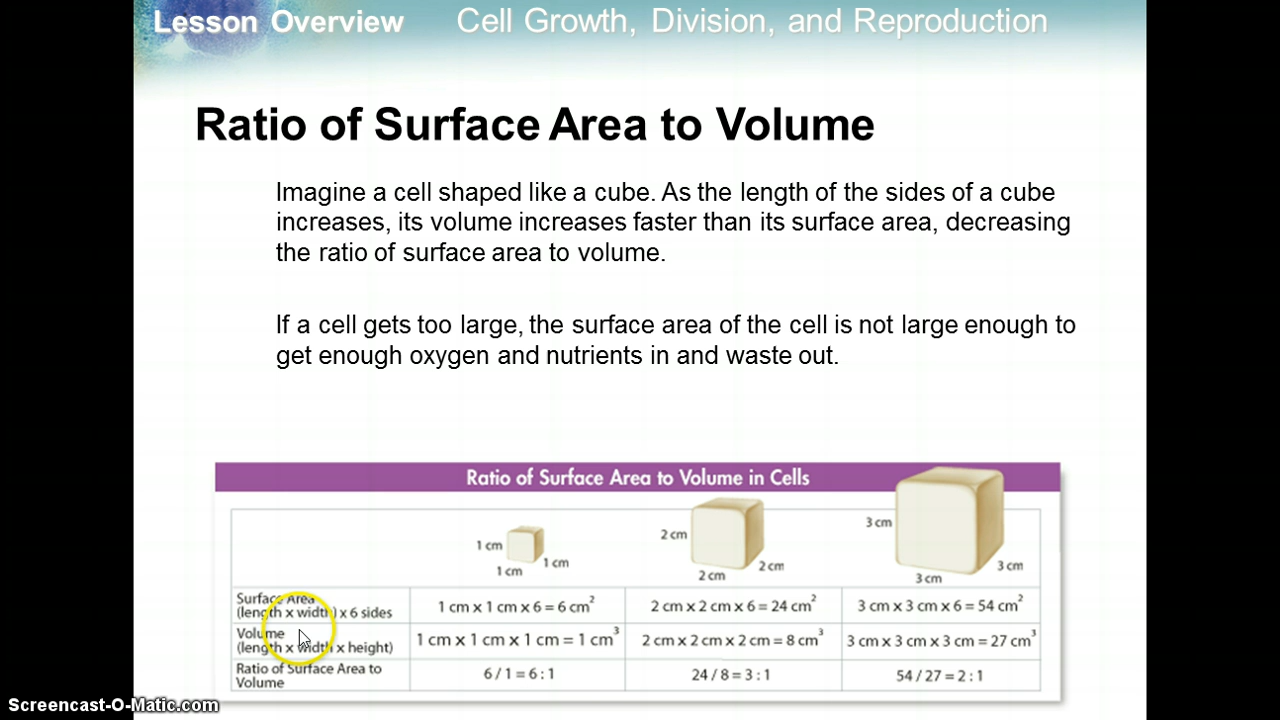 Lesson Overview Cell Growth, Division, and Reproduction
Ratio of Surface Area to Volume
Imagine a cell shaped like a cube. As the length of the sides of a cube
increases, its volume increases faster than its surface area, decreasing
the ratio of surface area to volume.
If a cell gets too large, the surface area of the cell is not large enough to
get enough oxygen and nutrients in and waste out.
Ratio of Surface Area to Volume in Cells
1 cm
1 cm
1 cm
2 cm
2 cm
2 cm
3 cm
3 cm
3 cm
Surface Area
(length x width) x 6 sides
1 cm x 1 cm x 6 = 6 cm²
2 cm x 2 cm x 6 = 24 cm²
3 cm x 3 cm x 6 = 54 cm²
Volume
(length x width x height)
1 cm x 1 cm x 1 cm = 1 cm³
2 cm x 2 cm x 2 cm = 8 cm³
3 cm x 3 cm x 3 cm = 27 cm³
Ratio of Surface Area to
Volume
6 / 1 = 6 : 1
24 / 8 = 3 : 1
54 / 27 = 2 : 1
Screencast-O-Matic.com